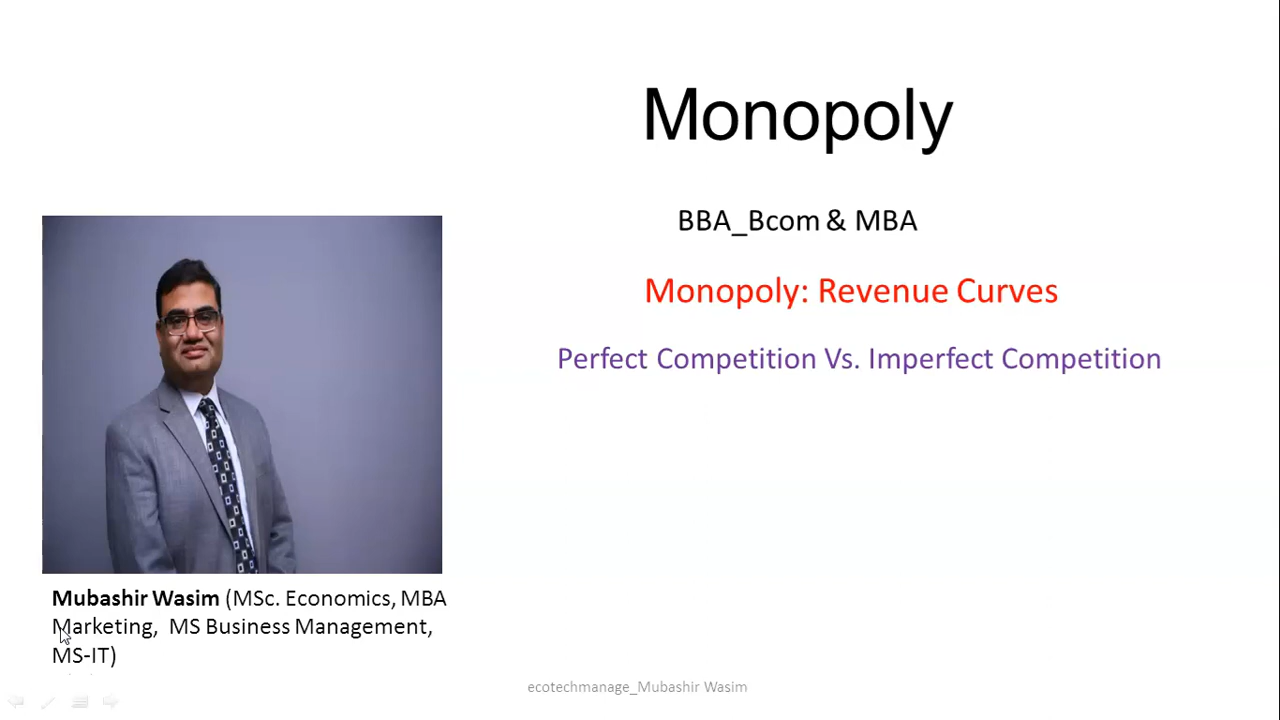 Monopoly
BBA_Bcom & MBA
Monopoly: Revenue Curves
Perfect Competition Vs. Imperfect Competition
Mubashir Wasim (MSc. Economics, MBA
Marketing, MS Business Management,
MS-IT)
ecotechmanage_Mubashir Wasim